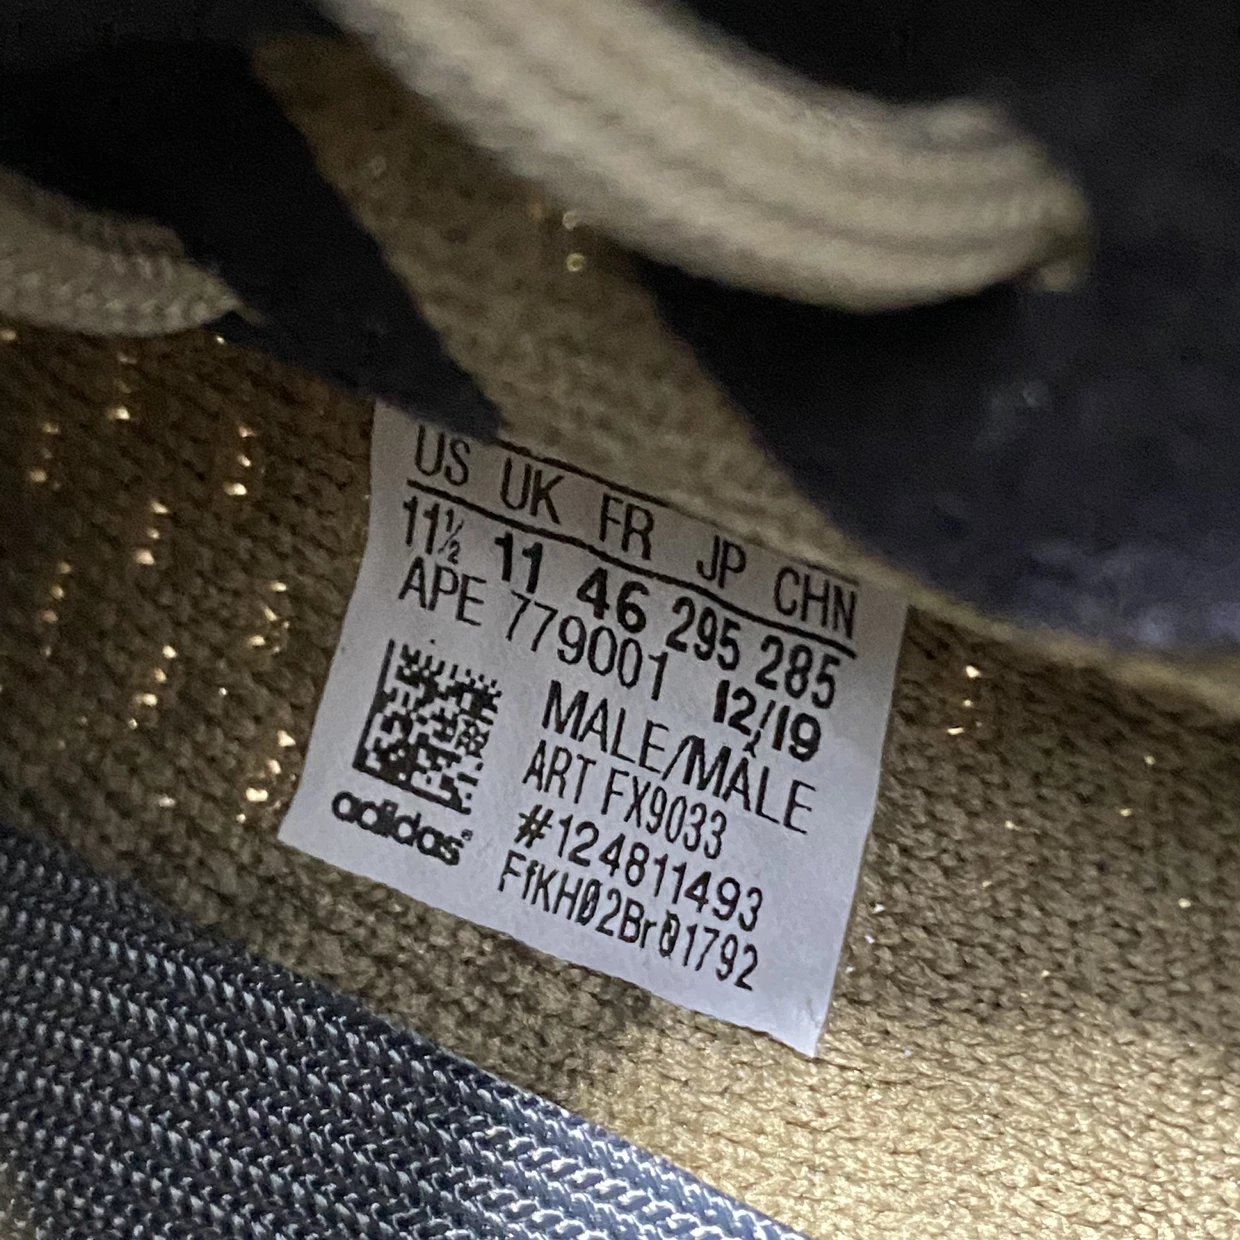 US UK FR JP CHN
11½ 11 46 295 285
APE 779001 12/19
MALE/MÂLE
ART FX9033
#124811493
FfKH02Br01792
adidas®